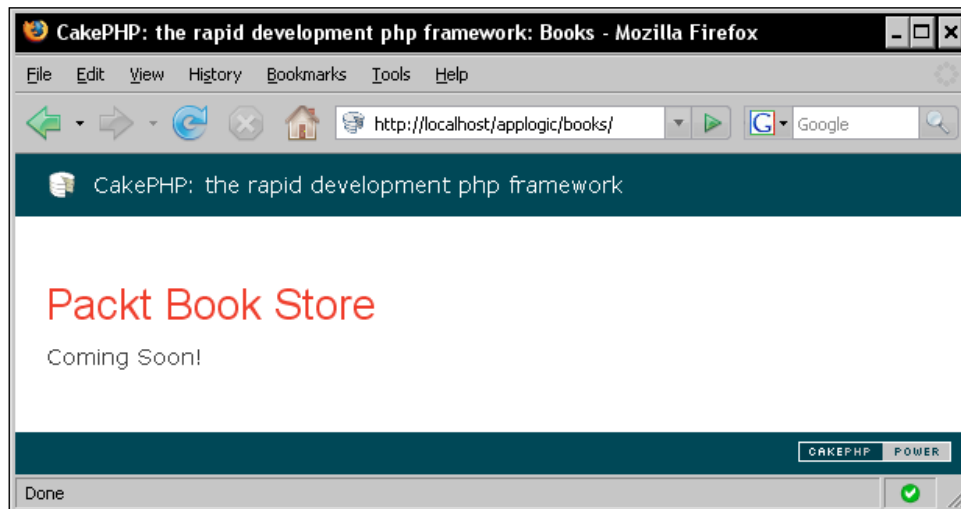 CakePHP: the rapid development php framework: Books - Mozilla Firefox
File Edit View History Bookmarks Tools Help
http://localhost/applogic/books/ G Google
CakePHP: the rapid development php framework
Packt Book Store
Coming Soon!
CAKEPHP POWER
Done